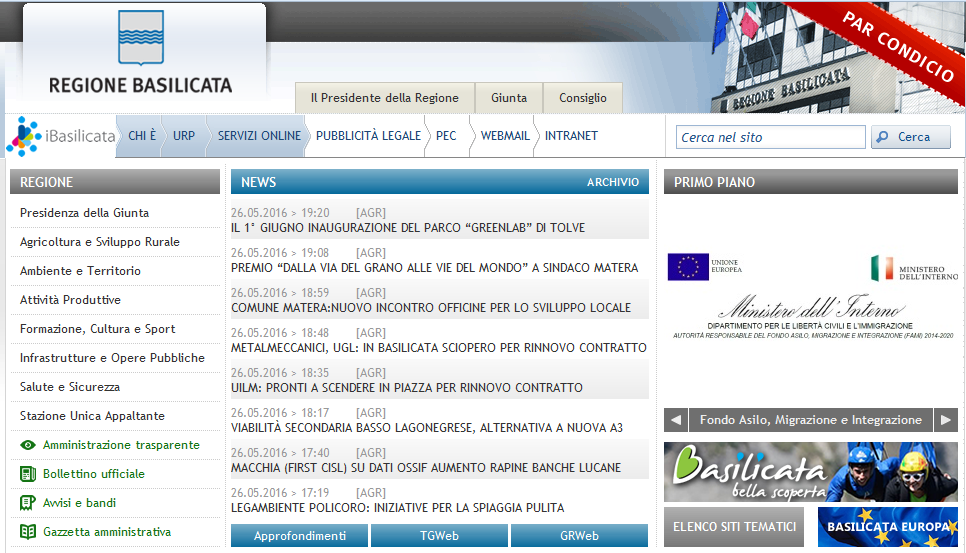 REGIONE BASILICATA
REGIONE BASILICATA
PAR CONDICIO
Il Presidente della Regione
Giunta
Consiglio
iBasilicata
CHI È
URP
SERVIZI ONLINE
PUBBLICITÀ LEGALE
PEC
WEBMAIL
INTRANET
Cerca nel sito
Cerca
REGIONE
Presidenza della Giunta
Agricoltura e Sviluppo Rurale
Ambiente e Territorio
Attività Produttive
Formazione, Cultura e Sport
Infrastrutture e Opere Pubbliche
Salute e Sicurezza
Stazione Unica Appaltante
Amministrazione trasparente
Bollettino ufficiale
Avvisi e bandi
Gazzetta amministrativa
NEWS ARCHIVIO
26.05.2016 > 19:20 [AGR]
IL 1° GIUGNO INAUGURAZIONE DEL PARCO “GREENLAB” DI TOLVE
26.05.2016 > 19:08 [AGR]
PREMIO “DALLA VIA DEL GRANO ALLE VIE DEL MONDO” A SINDACO MATERA
26.05.2016 > 18:59 [AGR]
COMUNE MATERA:NUOVO INCONTRO OFFICINE PER LO SVILUPPO LOCALE
26.05.2016 > 18:48 [AGR]
METALMECCANICI, UGL: IN BASILICATA SCIOPERO PER RINNOVO CONTRATTO
26.05.2016 > 18:35 [AGR]
UILM: PRONTI A SCENDERE IN PIAZZA PER RINNOVO CONTRATTO
26.05.2016 > 18:17 [AGR]
VIABILITÀ SECONDARIA BASSO LAGONEGRESE, ALTERNATIVA A NUOVA A3
26.05.2016 > 17:40 [AGR]
MACCHIA (FIRST CISL) SU DATI OSSIF AUMENTO RAPINE BANCHE LUCANE
26.05.2016 > 17:19 [AGR]
LEGAMBIENTE POLICORO: INIZIATIVE PER LA SPIAGGIA PULITA
Approfondimenti
TGWeb
GRWeb
PRIMO PIANO
UNIONE
EUROPEA
MINISTERO
DELL'INTERNO
Ministero dell'Interno
DIPARTIMENTO PER LE LIBERTÀ CIVILI E L'IMMIGRAZIONE
AUTORITÀ RESPONSABILE DEL FONDO ASILO, MIGRAZIONE E INTEGRAZIONE (FAMI) 2014-2020
Fondo Asilo, Migrazione e Integrazione
Basilicata
bella scoperta
ELENCO SITI TEMATICI
BASILICATA EUROPA